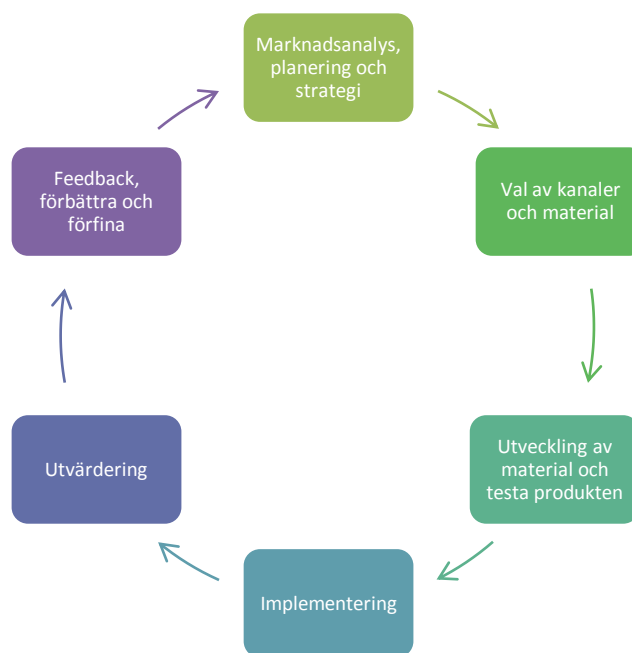 Marknadsanalys,
planering och
strategi
Val av kanaler
och material
Utveckling av
material och
testa produkten
Implementering
Utvärdering
Feedback,
förbättra och
förfina